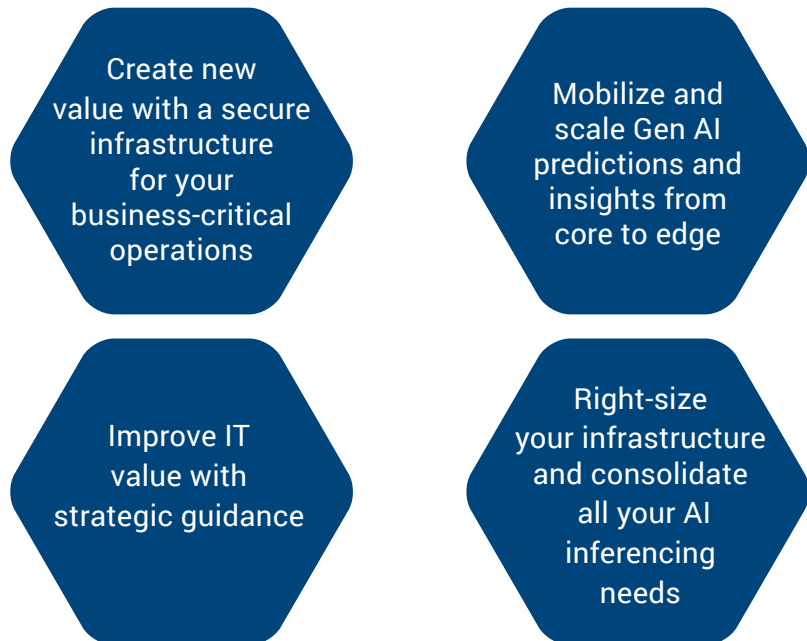 Create new
value with a secure
infrastructure
for your
business-critical
operations
Mobilize and
scale Gen AI
predictions and
insights from
core to edge
Improve IT
value with
strategic guidance
Right-size
your infrastructure
and consolidate
all your AI
inferencing
needs